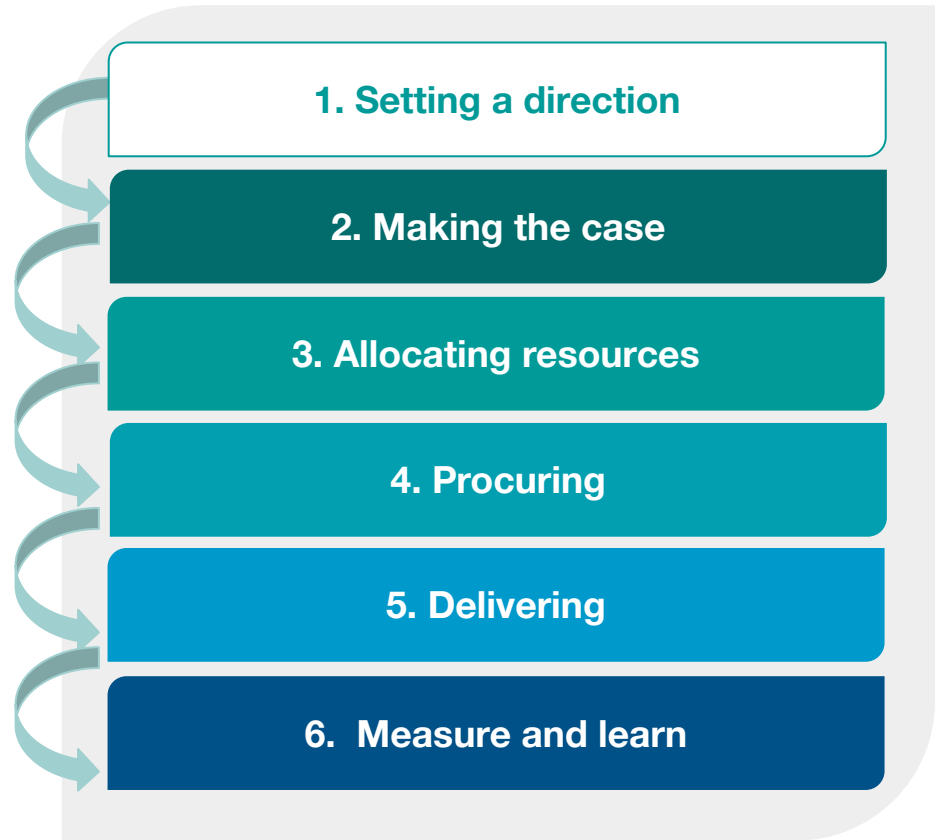 1. Setting a direction
2. Making the case
3. Allocating resources
4. Procuring
5. Delivering
6.  Measure and learn